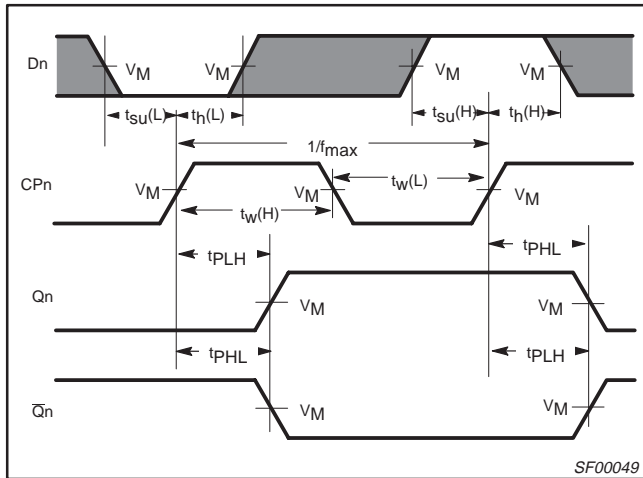 Dn
VM VM VM VM
tsu(L) th(L) tsu(H) th(H)
1/fmax
CPn
VM VM VM
tw(L)
tw(H)
tPLH tPHL
Qn
VM VM
tPHL tPLH
Q̅n
VM VM
SF00049